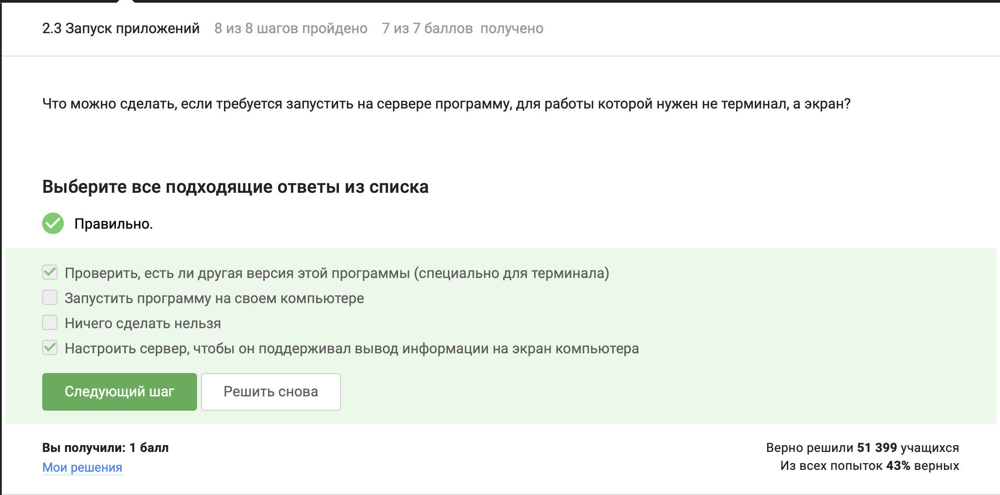 2.3 Запуск приложений 8 из 8 шагов пройдено 7 из 7 баллов получено
Что можно сделать, если требуется запустить на сервере программу, для работы которой нужен не терминал, а экран?
Выберите все подходящие ответы из списка
Правильно.
Проверить, есть ли другая версия этой программы (специально для терминала)
Запустить программу на своем компьютере
Ничего сделать нельзя
Настроить сервер, чтобы он поддерживал вывод информации на экран компьютера
Следующий шаг Решить снова
Вы получили: 1 балл
Мои решения
Верно решили 51 399 учащихся
Из всех попыток 43% верных